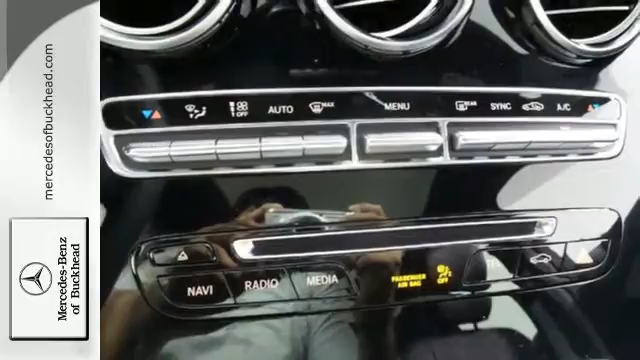 mercedesofbuckhead.com
Mercedes-Benz
of Buckhead
OFF
AUTO
MAX
MENU
REAR
SYNC
A/C
NAVI
RADIO
MEDIA
PASSENGER
AIR BAG
OFF